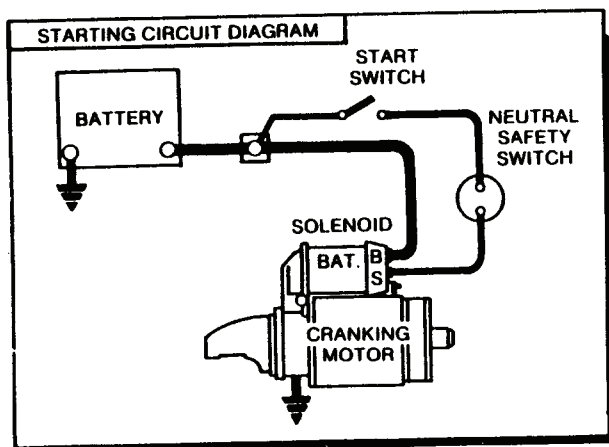 STARTING CIRCUIT DIAGRAM
START
SWITCH
BATTERY
NEUTRAL
SAFETY
SWITCH
SOLENOID
BAT.
B
S
CRANKING
MOTOR